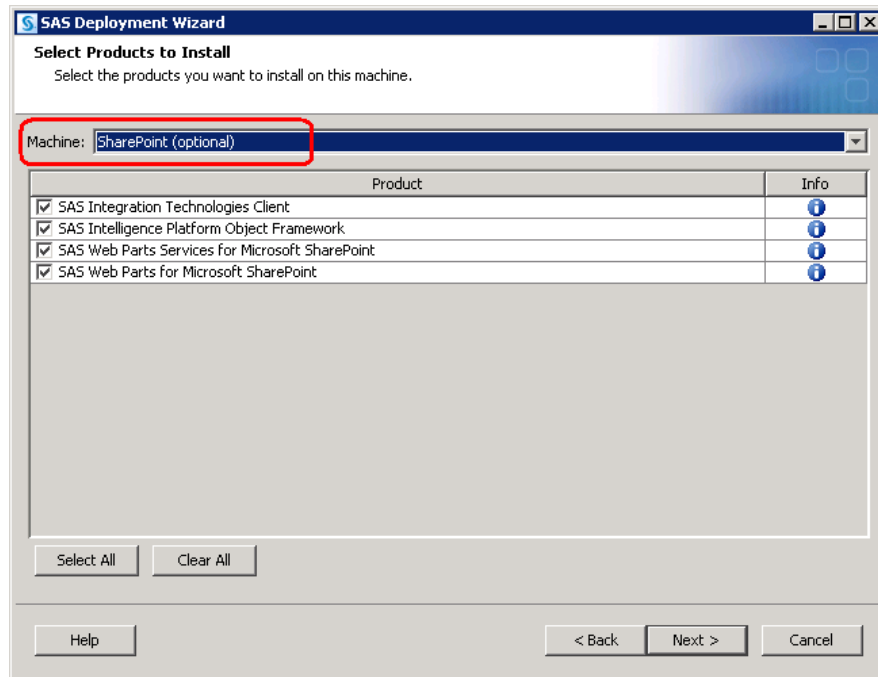 SAS Deployment Wizard
Select Products to Install
Select the products you want to install on this machine.
Machine: SharePoint (optional)
Product Info
SAS Integration Technologies Client
SAS Intelligence Platform Object Framework
SAS Web Parts Services for Microsoft SharePoint
SAS Web Parts for Microsoft SharePoint
Select All Clear All
Help < Back Next > Cancel